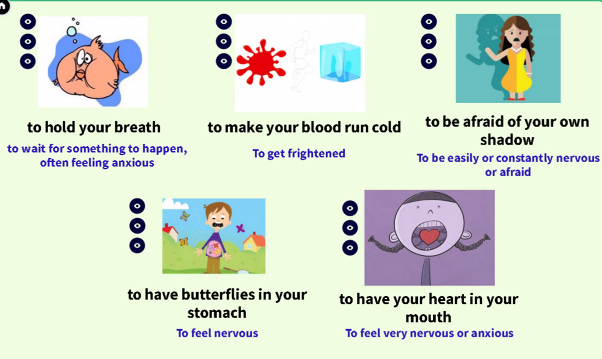 to hold your breath
to wait for something to happen,
often feeling anxious
to make your blood run cold
To get frightened
to be afraid of your own
shadow
To be easily or constantly nervous
or afraid
to have butterflies in your
stomach
To feel nervous
to have your heart in your
mouth
To feel very nervous or anxious